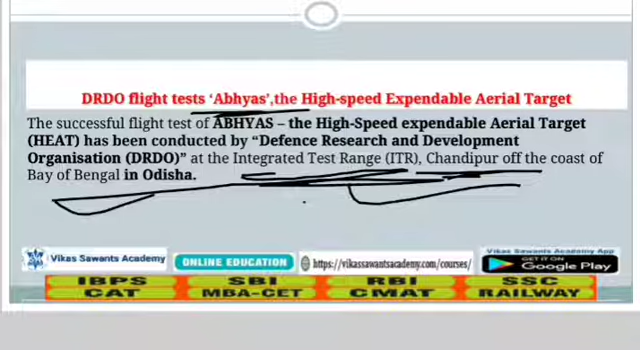 DRDO flight tests ‘Abhyas’,the High-speed Expendable Aerial Target
The successful flight test of ABHYAS – the High-Speed expendable Aerial Target
(HEAT) has been conducted by “Defence Research and Development
Organisation (DRDO)” at the Integrated Test Range (ITR), Chandipur off the coast of
Bay of Bengal in Odisha.
Vikas Sawants Academy
ONLINE EDUCATION
https://vikassawantsacademy.com/courses/
Vikas Sawants Academy App
GET IT ON
Google Play
IBPS SBI RBI SSC
CAT MBA-CET CMAT RAILWAY